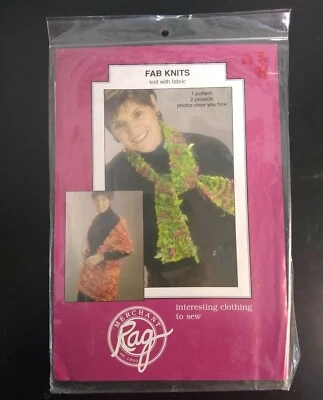 FAB KNITS
knit with fabric
1 pattern
2 projects
photos show you how
MERCHANT
Rag
interesting clothing
to sew